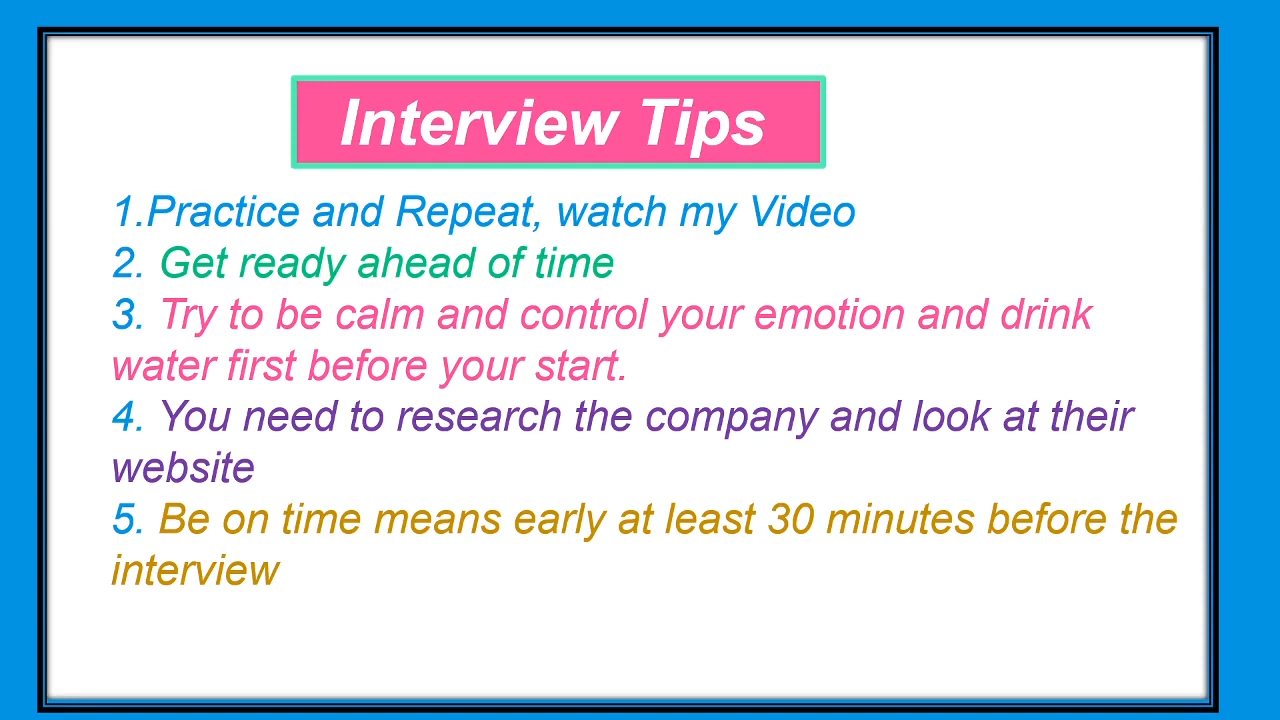 Interview Tips
1.Practice and Repeat, watch my Video
2. Get ready ahead of time
3. Try to be calm and control your emotion and drink
water first before your start.
4. You need to research the company and look at their
website
5. Be on time means early at least 30 minutes before the
interview